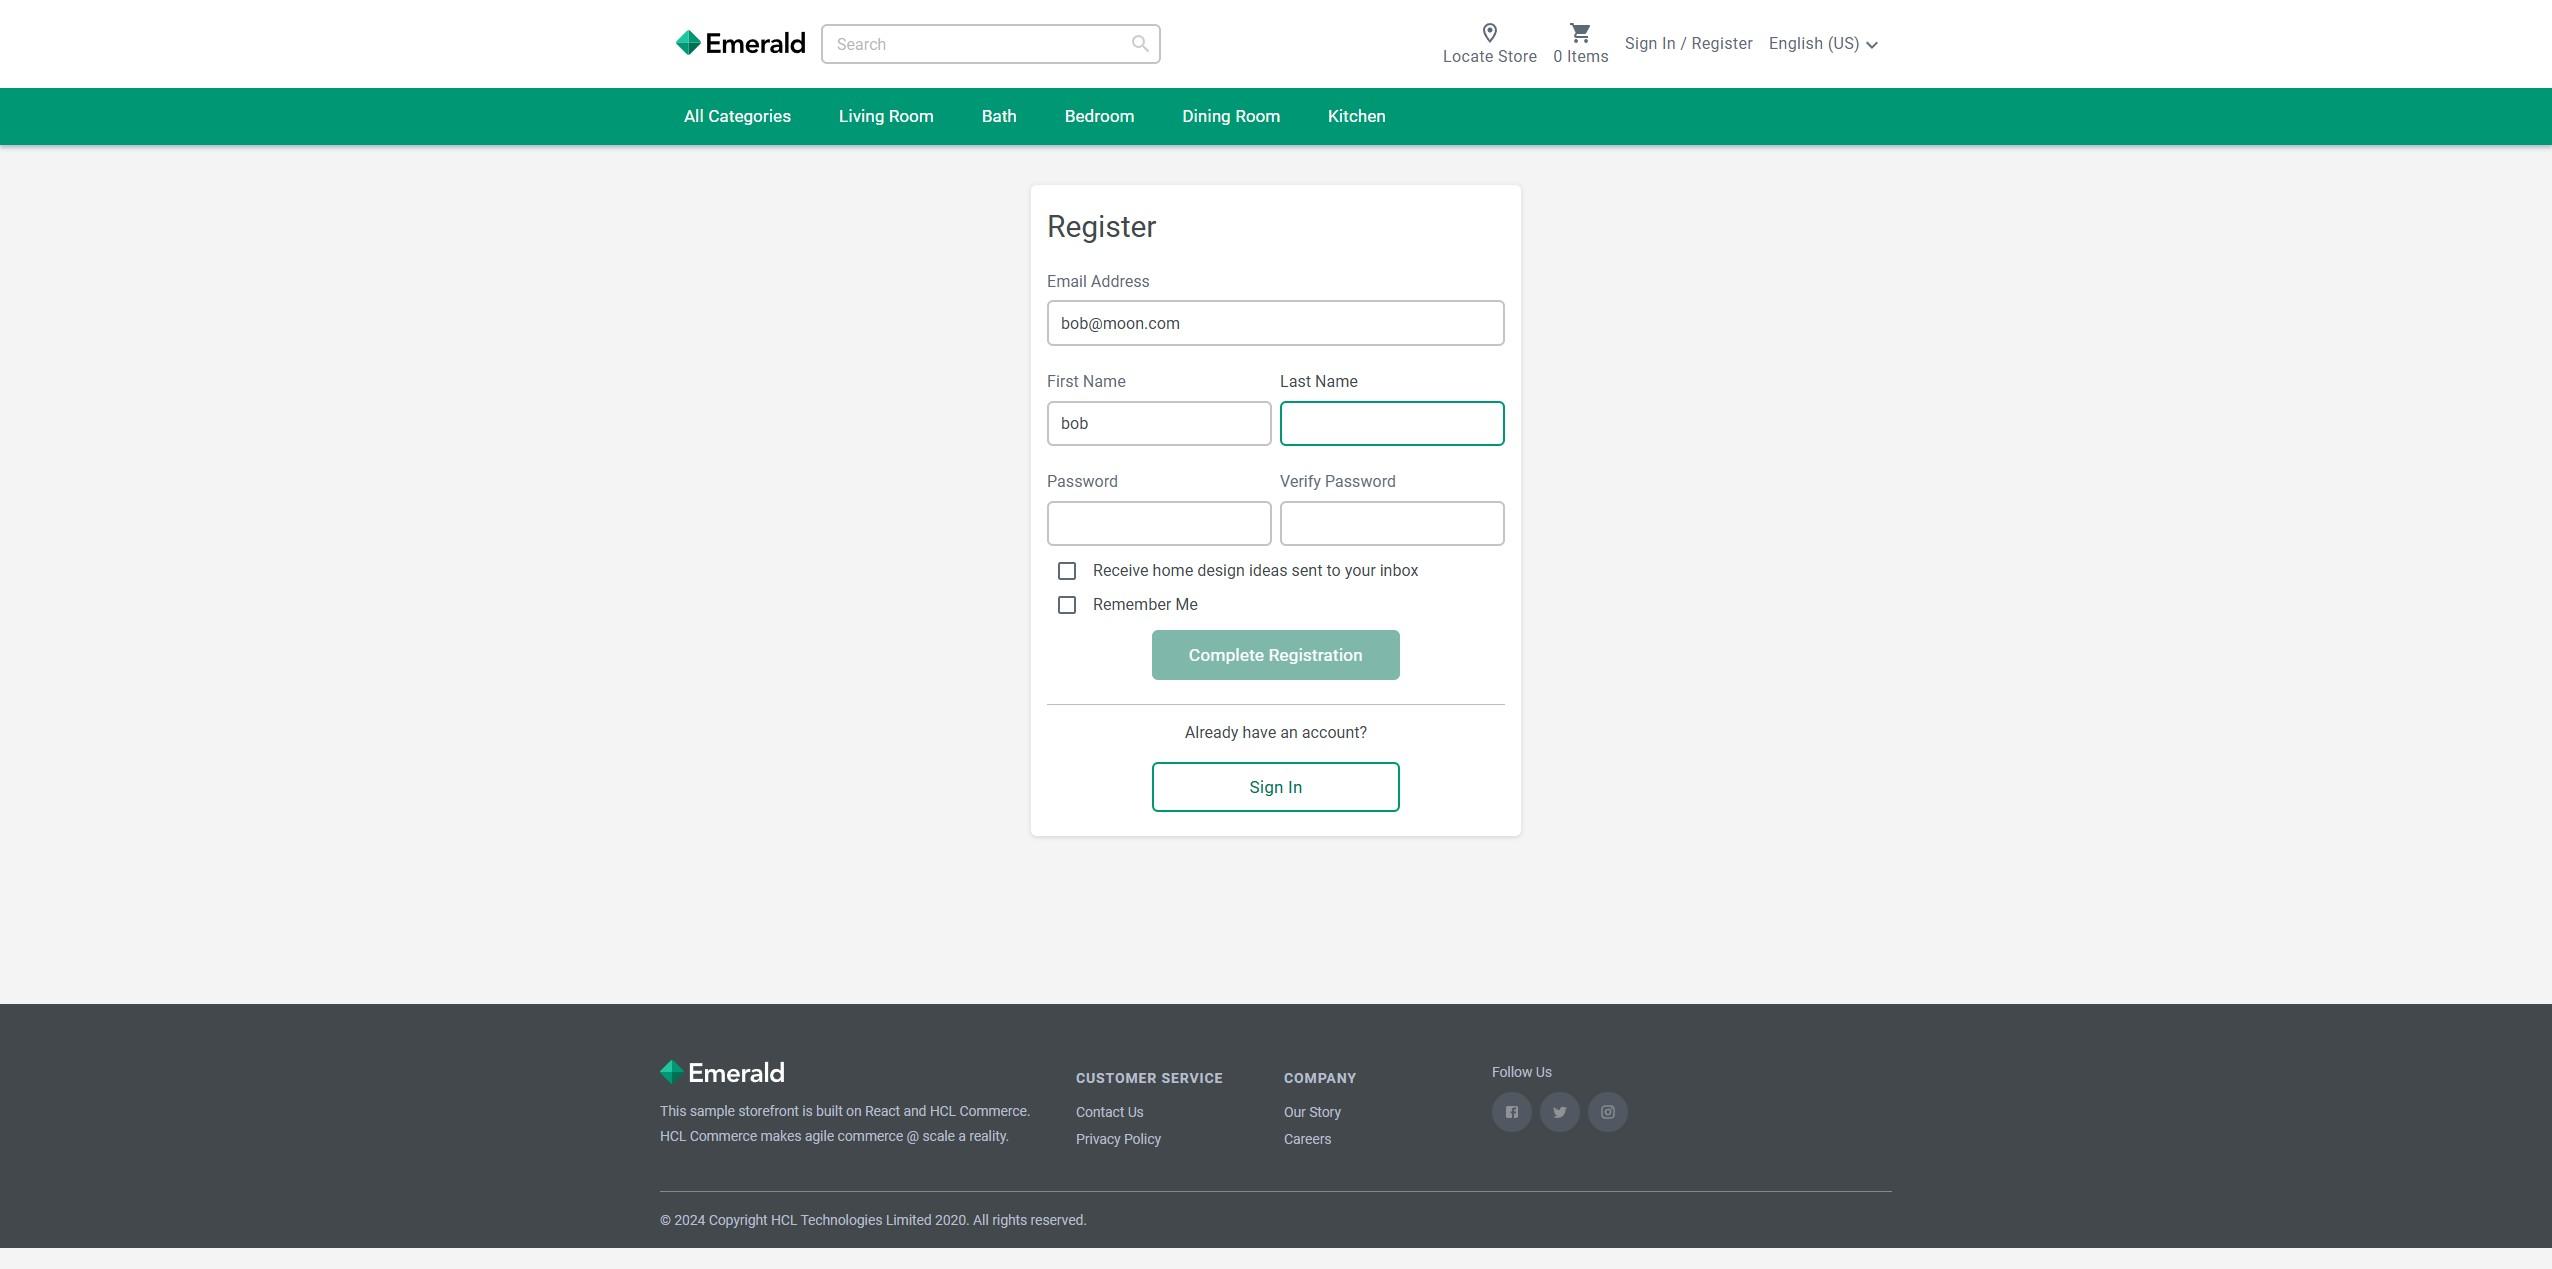 Emerald
Search
Locate Store
0 Items
Sign In / Register
English (US)
All Categories
Living Room
Bath
Bedroom
Dining Room
Kitchen
Register
Email Address
bob@moon.com
First Name
Last Name
bob
Password
Verify Password
Receive home design ideas sent to your inbox
Remember Me
Complete Registration
Already have an account?
Sign In
Emerald
This sample storefront is built on React and HCL Commerce.
HCL Commerce makes agile commerce @ scale a reality.
CUSTOMER SERVICE
Contact Us
Privacy Policy
COMPANY
Our Story
Careers
Follow Us
© 2024 Copyright HCL Technologies Limited 2020. All rights reserved.